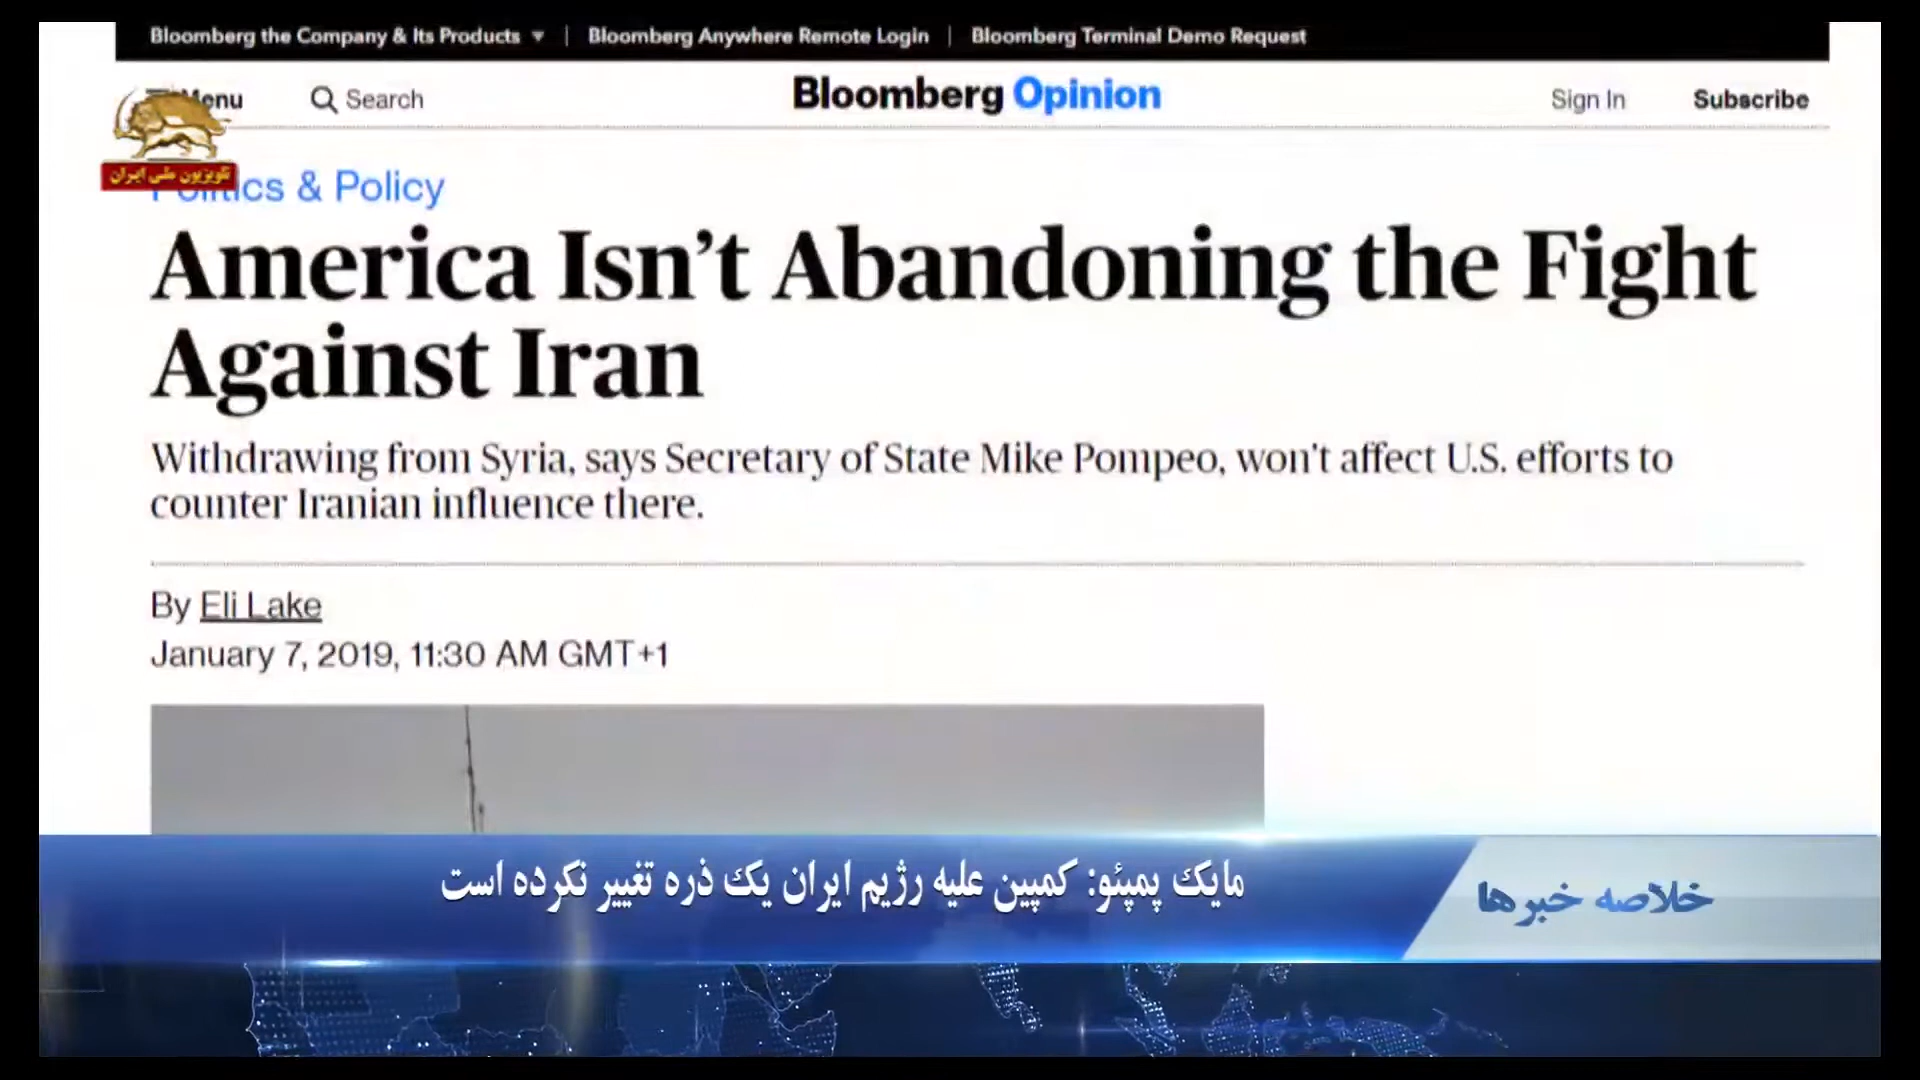 Bloomberg the Company & Its Products ▼ | Bloomberg Anywhere Remote Login | Bloomberg Terminal Demo Request
Menu Search Bloomberg Opinion Sign In Subscribe
تلویزیون ملی ایران
Politics & Policy
America Isn't Abandoning the Fight
Against Iran
Withdrawing from Syria, says Secretary of State Mike Pompeo, won't affect U.S. efforts to
counter Iranian influence there.
By Eli Lake
January 7, 2019, 11:30 AM GMT+1
مایک پمپئو: کمپین علیه رژیم ایران یک ذره تغییر نکرده است
خلاصه خبرها